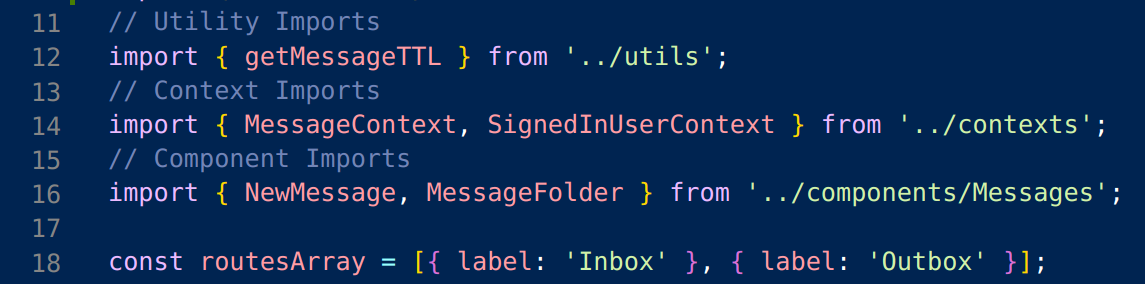 11 // Utility Imports
12 import { getMessageTTL } from '../utils';
13 // Context Imports
14 import { MessageContext, SignedInUserContext } from '../contexts';
15 // Component Imports
16 import { NewMessage, MessageFolder } from '../components/Messages';
17
18 const routesArray = [{ label: 'Inbox' }, { label: 'Outbox' }];